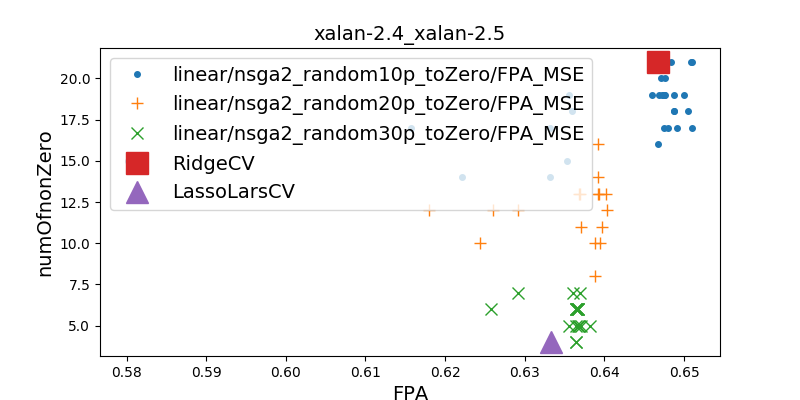 xalan-2.4_xalan-2.5
linear/nsga2_random10p_toZero/FPA_MSE
linear/nsga2_random20p_toZero/FPA_MSE
linear/nsga2_random30p_toZero/FPA_MSE
RidgeCV
LassoLarsCV
numOfnonZero
20.0
17.5
15.0
12.5
10.0
7.5
5.0
0.58 0.59 0.60 0.61 0.62 0.63 0.64 0.65
FPA